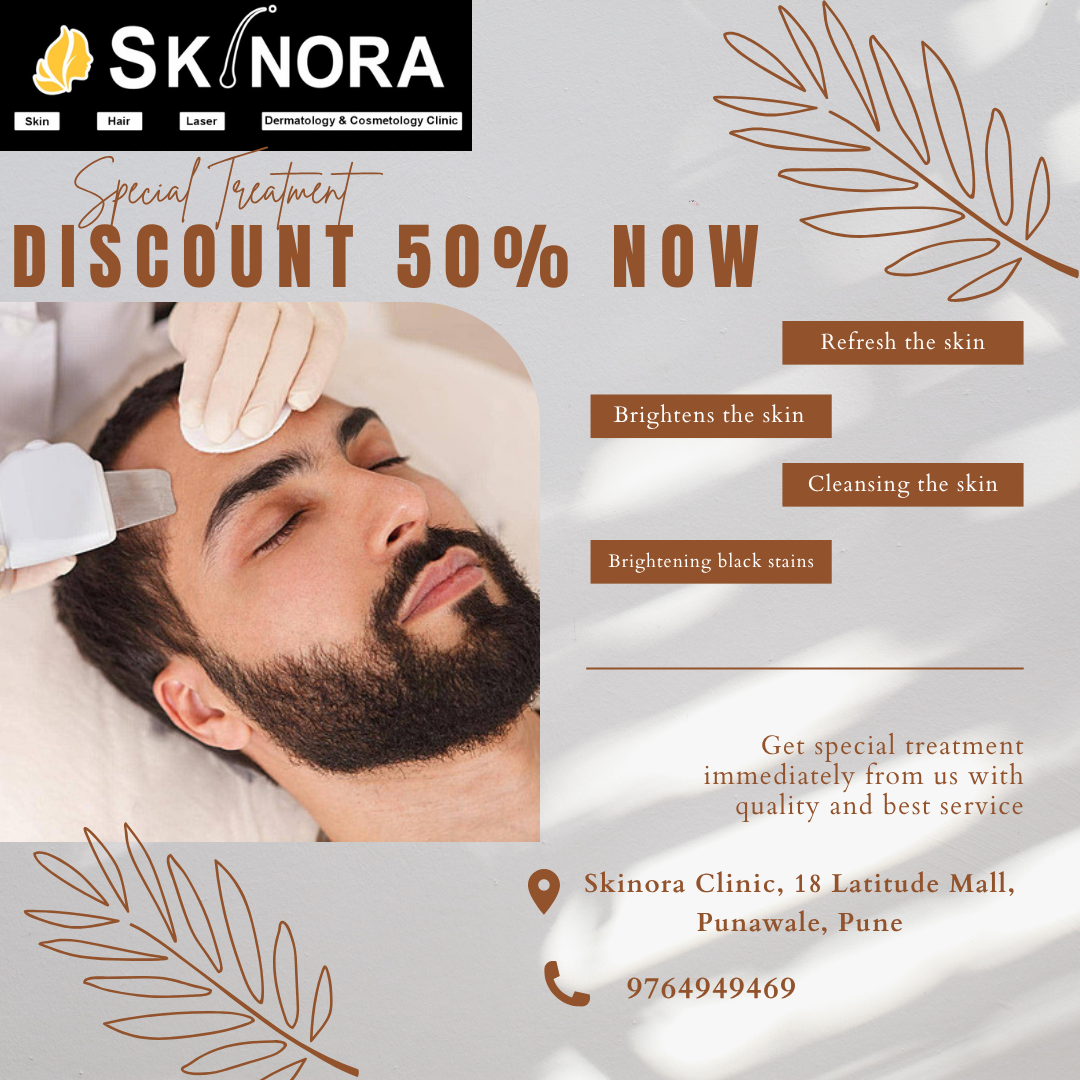 SKINORA
Skin Hair Laser Dermatology & Cosmetology Clinic
Special Treatment
DISCOUNT 50% NOW
Refresh the skin
Brightens the skin
Cleansing the skin
Brightening black stains
Get special treatment
immediately from us with
quality and best service
Skinora Clinic, 18 Latitude Mall,
Punawale, Pune
9764949469